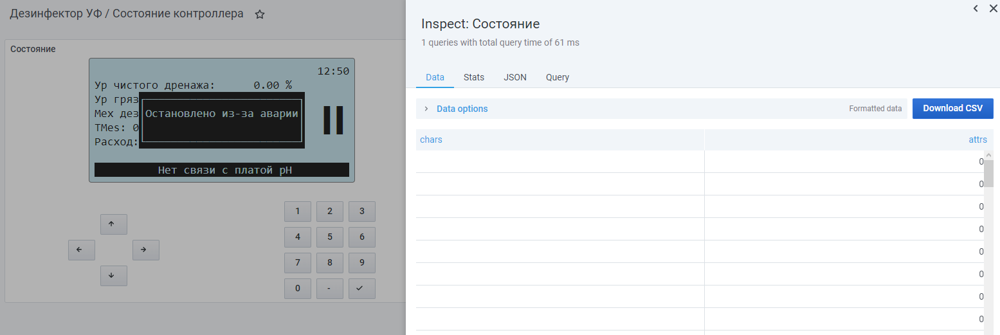 Дезинфектор УФ / Состояние контроллера
Состояние
12:50
Ур чистого дренажа: 0.00 %
Ур гряз
Мех дез
Остановлено из-за аварии
TMes: 0
Расход:
Нет связи с платой pH
1 2 3
4 5 6
7 8 9
0 -
Inspect: Состояние
1 queries with total query time of 61 ms
Data Stats JSON Query
Data options Formatted data Download CSV
chars attrs
0
0
0
0
0
0
0
0